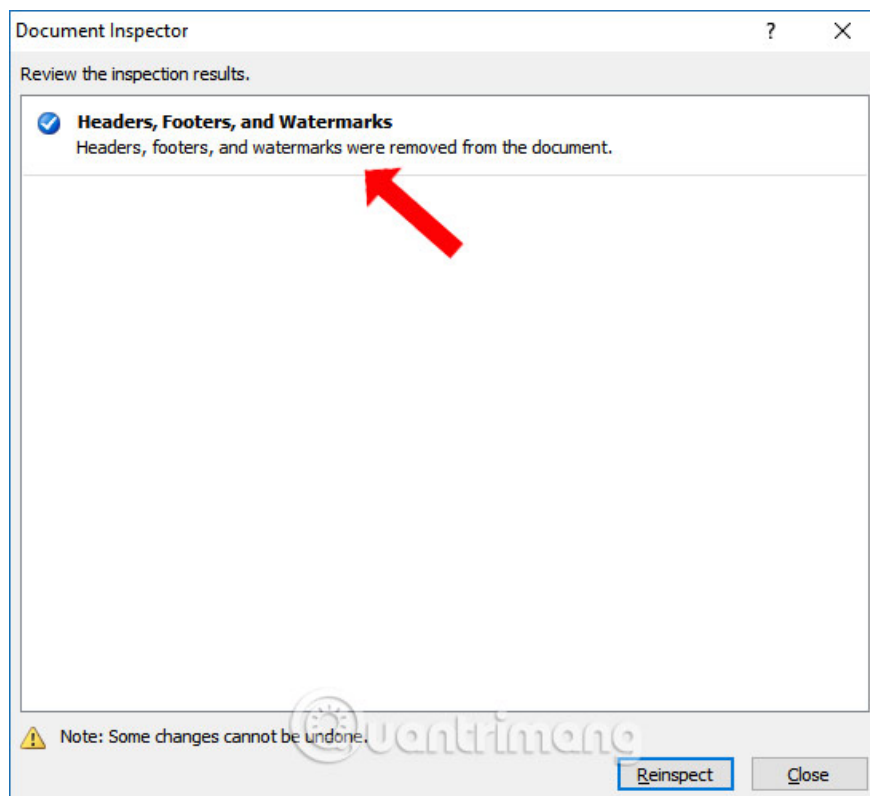 Document Inspector
?
Review the inspection results.
Headers, Footers, and Watermarks
Headers, footers, and watermarks were removed from the document.
Note: Some changes cannot be undone.
Quantrimang
Reinspect
Close